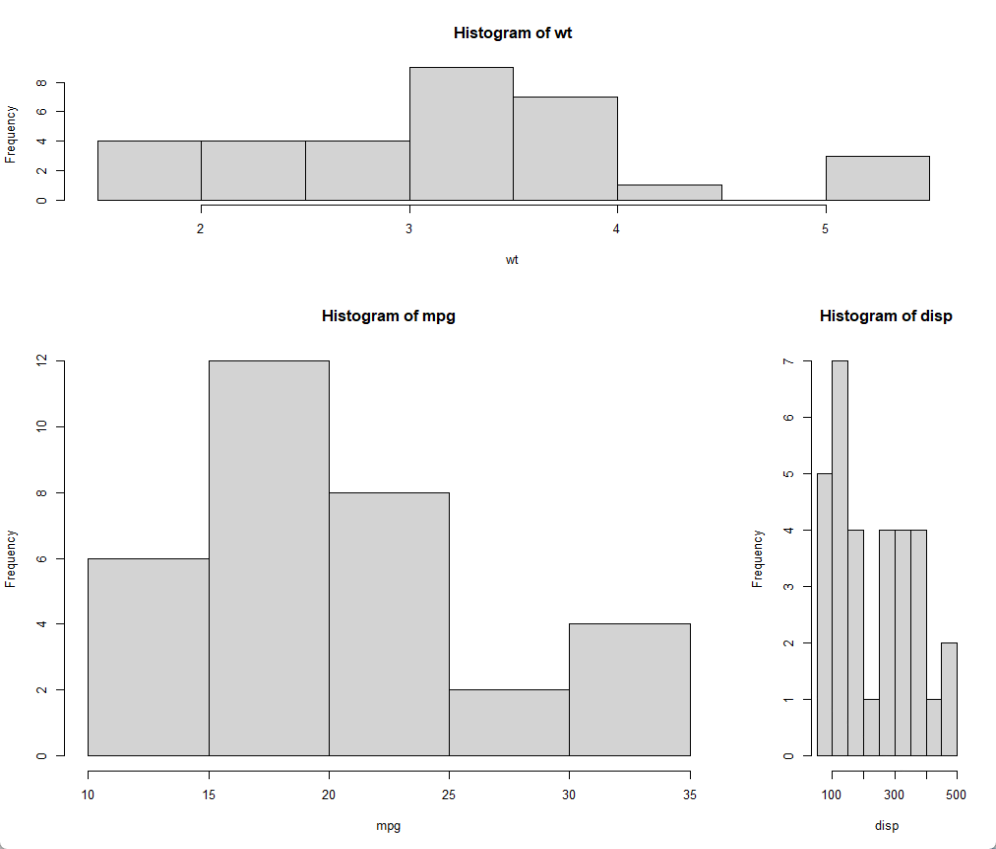 Histogram of wt
Frequency
0 2 4 6 8
2 3 4 5
wt
Histogram of mpg
Frequency
0 2 4 6 8 10 12
10 15 20 25 30 35
mpg
Histogram of disp
Frequency
0 1 2 3 4 5 6 7
100 300 500
disp